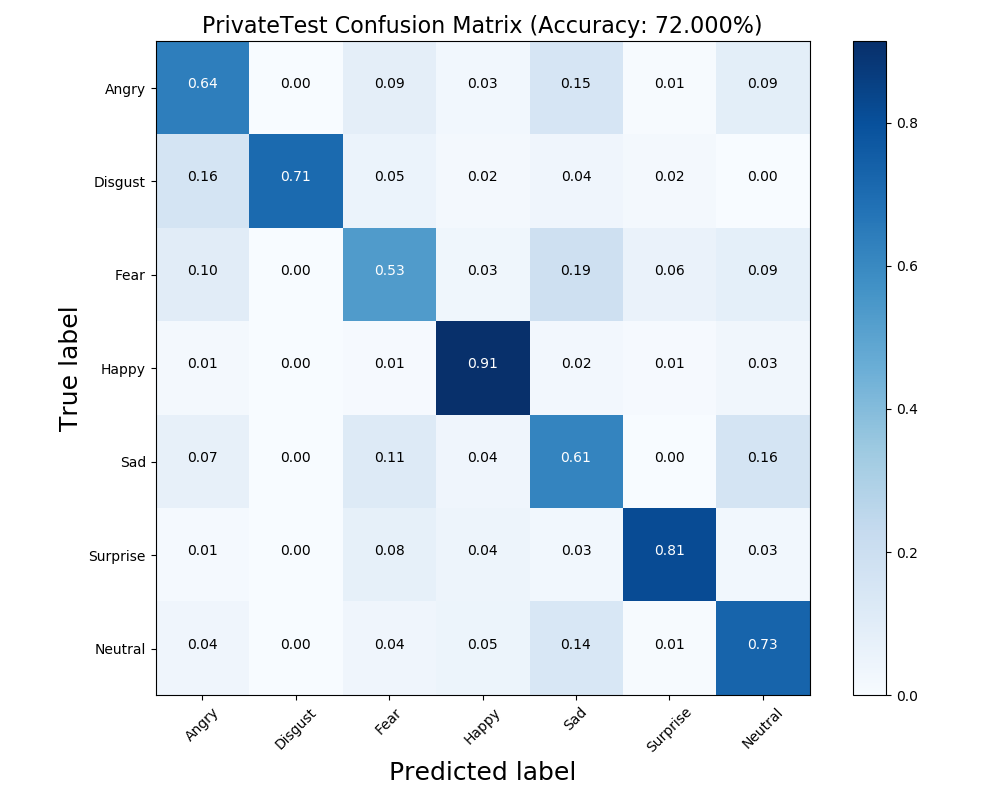 PrivateTest Confusion Matrix (Accuracy: 72.000%)
Angry 0.64 0.00 0.09 0.03 0.15 0.01 0.09
Disgust 0.16 0.71 0.05 0.02 0.04 0.02 0.00
Fear 0.10 0.00 0.53 0.03 0.19 0.06 0.09
Happy 0.01 0.00 0.01 0.91 0.02 0.01 0.03
Sad 0.07 0.00 0.11 0.04 0.61 0.00 0.16
Surprise 0.01 0.00 0.08 0.04 0.03 0.81 0.03
Neutral 0.04 0.00 0.04 0.05 0.14 0.01 0.73
True label
Angry Disgust Fear Happy Sad Surprise Neutral
Predicted label
0.8
0.6
0.4
0.2
0.0